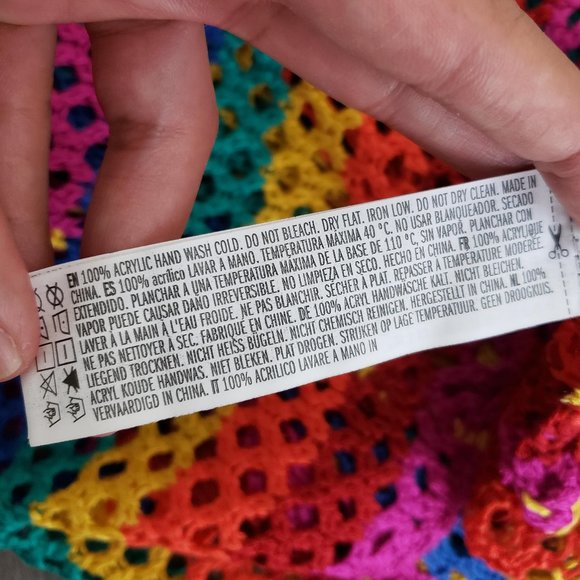 EN 100% ACRYLIC HAND WASH COLD. DO NOT BLEACH. DRY FLAT. IRON LOW. DO NOT DRY CLEAN. MADE IN
CHINA. ES 100% acrílico LAVAR A MANO. TEMPERATURA MÁXIMA 40 ºC. NO USAR BLANQUEADOR. SECADO
EXTENDIDO. PLANCHAR A UNA TEMPERATURA MÁXIMA DE LA BASE DE 110 ºC, SIN VAPOR. PLANCHAR CON
VAPOR PUEDE CAUSAR DAÑO IRREVERSIBLE. NO LIMPIEZA EN SECO. HECHO EN CHINA. FR 100% ACRYLIQUE
LAVER À LA MAIN À L'EAU FROIDE. NE PAS BLANCHIR. SÉCHER À PLAT. REPASSER À TEMPÉRATURE MODÉRÉE.
NE PAS NETTOYER À SEC. FABRIQUÉ EN CHINE. DE 100% ACRYL HANDWÄSCHE KALT. NICHT BLEICHEN.
LIEGEND TROCKNEN. NICHT HEISS BÜGELN. NICHT CHEMISCH REINIGEN. HERGESTELLT IN CHINA. NL 100%
ACRYL KOUDE HANDWAS. NIET BLEKEN. PLAT DROGEN. STRIJKEN OP LAGE TEMPERATUUR. GEEN DROOGKUIS.
VERVAARDIGD IN CHINA. IT 100% ACRILICO LAVARE A MANO IN